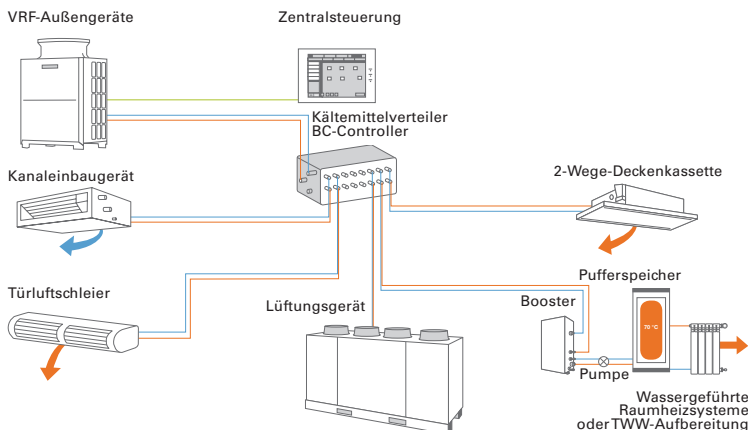 VRF-Außengeräte
Zentralsteuerung
Kältemittelverteiler
BC-Controller
Kanaleinbaugerät
2-Wege-Deckenkassette
Türluftschleier
Lüftungsgerät
Pufferspeicher
Booster
70 °C
Pumpe
Wassergeführte
Raumheizsysteme
oder TWW-Aufbereitung